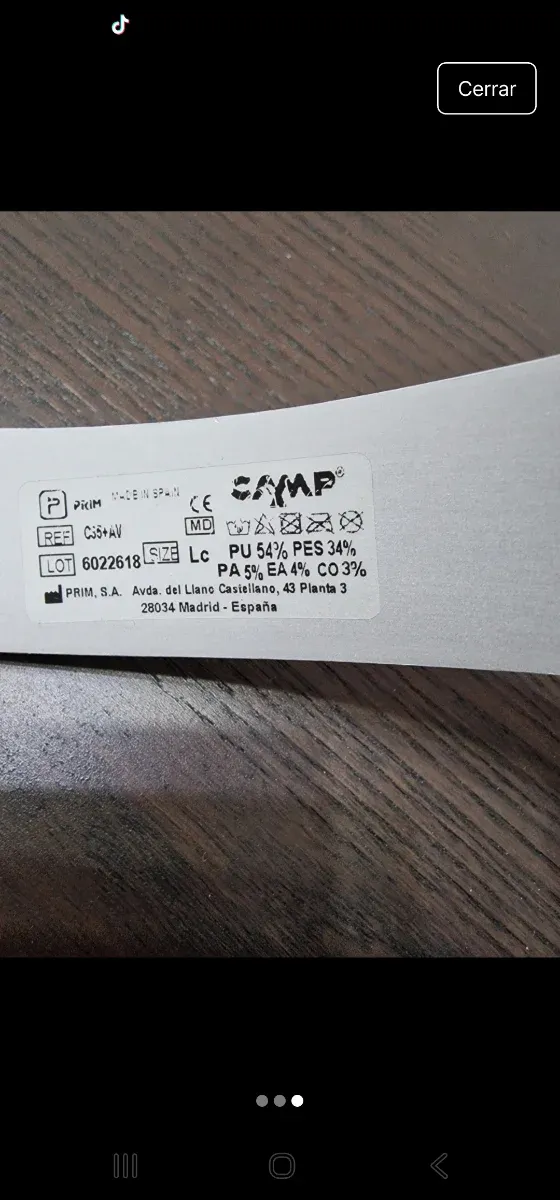 Cerrar
PRIM MADE IN SPAIN CE CAMP®
REF C35+AV MD
LOT 6022618 SIZE Lc PU 54% PES 34%
PA 5% EA 4% CO 3%
PRIM, S.A. Avda. del Llano Castellano, 43 Planta 3
28034 Madrid - España